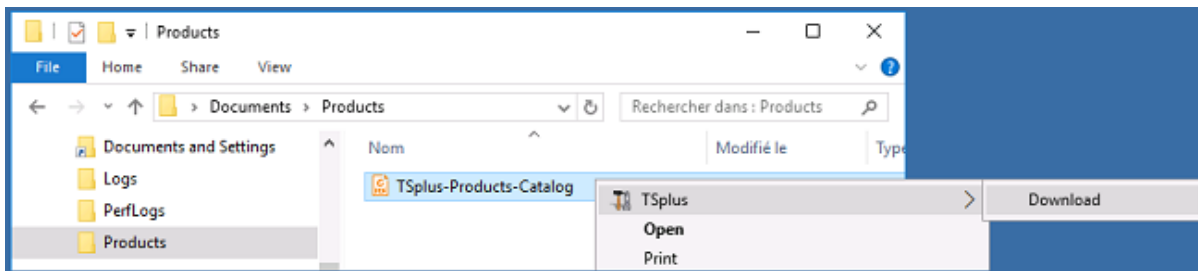 Products
File Home Share View
Documents > Products Rechercher dans : Products
Documents and Settings Nom Modifié le Type
Logs TSplus-Products-Catalog
TSplus > Download
PerfLogs
Open
Products
Print